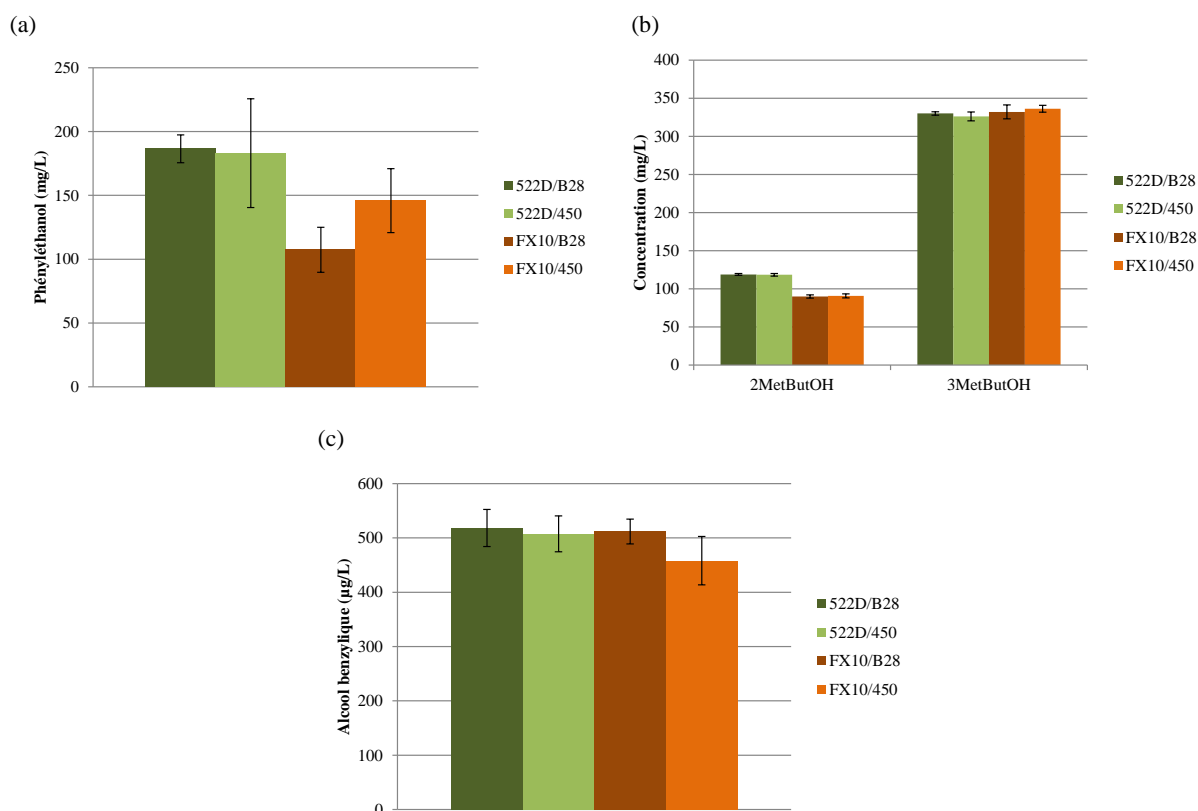 (a)
250
200
150
100
50
0
Phényléthanol (mg/L)
522D/B28
522D/450
FX10/B28
FX10/450
(b)
400
350
300
250
200
150
100
50
0
Concentration (mg/L)
2MetButOH
3MetButOH
522D/B28
522D/450
FX10/B28
FX10/450
(c)
600
500
400
300
200
100
0
Alcool benzylique (µg/L)
522D/B28
522D/450
FX10/B28
FX10/450